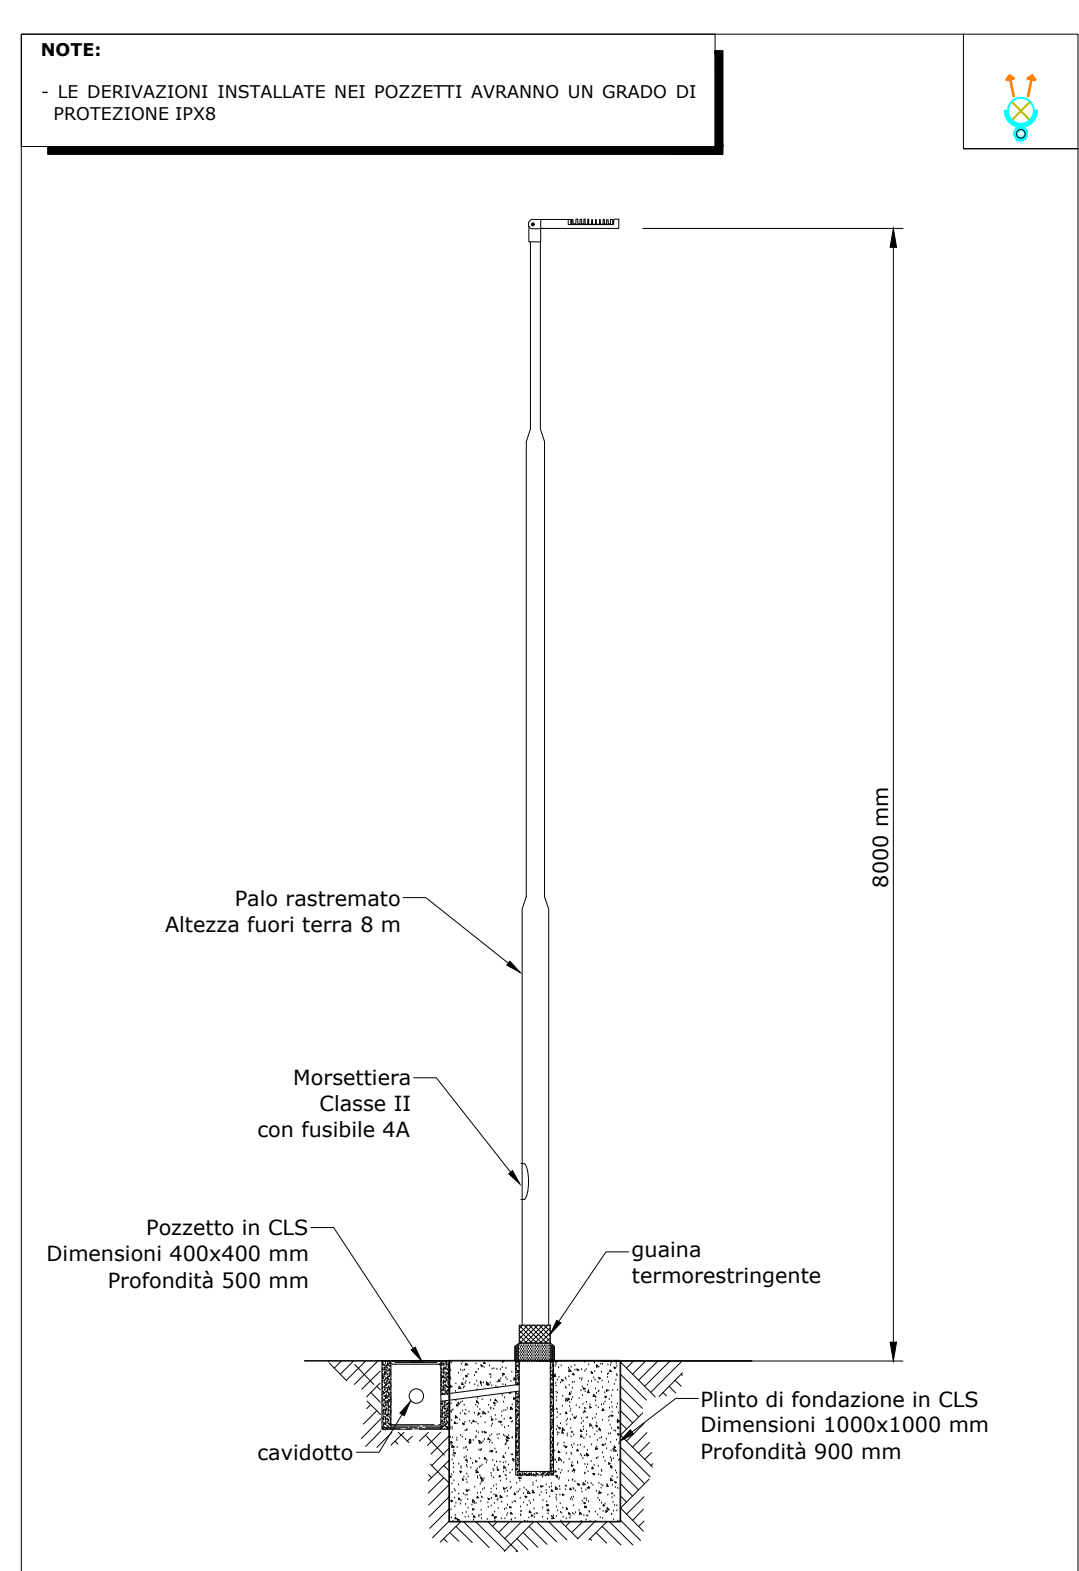 NOTE:
- LE DERIVAZIONI INSTALLATE NEI POZZETTI AVRANNO UN GRADO DI
PROTEZIONE IPX8
8000 mm
Palo rastremato
Altezza fuori terra 8 m
Morsettiera
Classe II
con fusibile 4A
Pozzetto in CLS
Dimensioni 400x400 mm
Profondità 500 mm
guaina
termorestringente
Plinto di fondazione in CLS
Dimensioni 1000x1000 mm
Profondità 900 mm
cavidotto